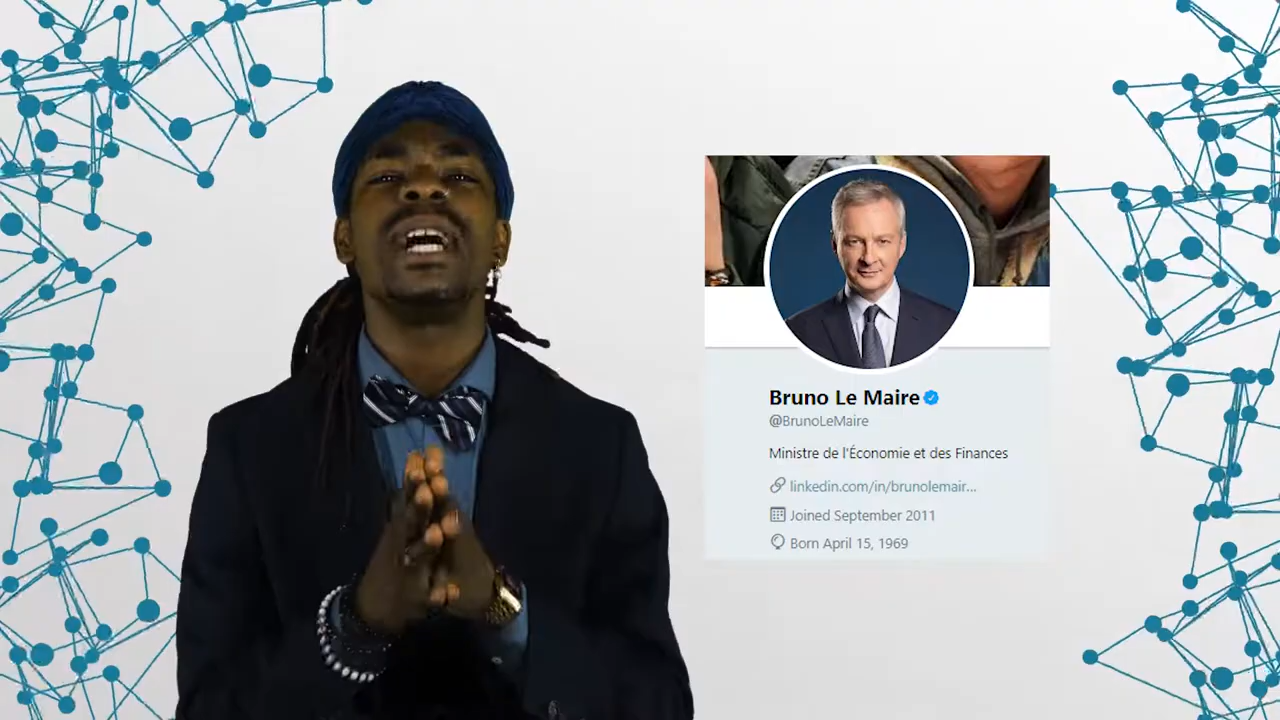 Bruno Le Maire
@BrunoLeMaire
Ministre de l'Économie et des Finances
linkedin.com/in/brunolemair...
Joined September 2011
Born April 15, 1969